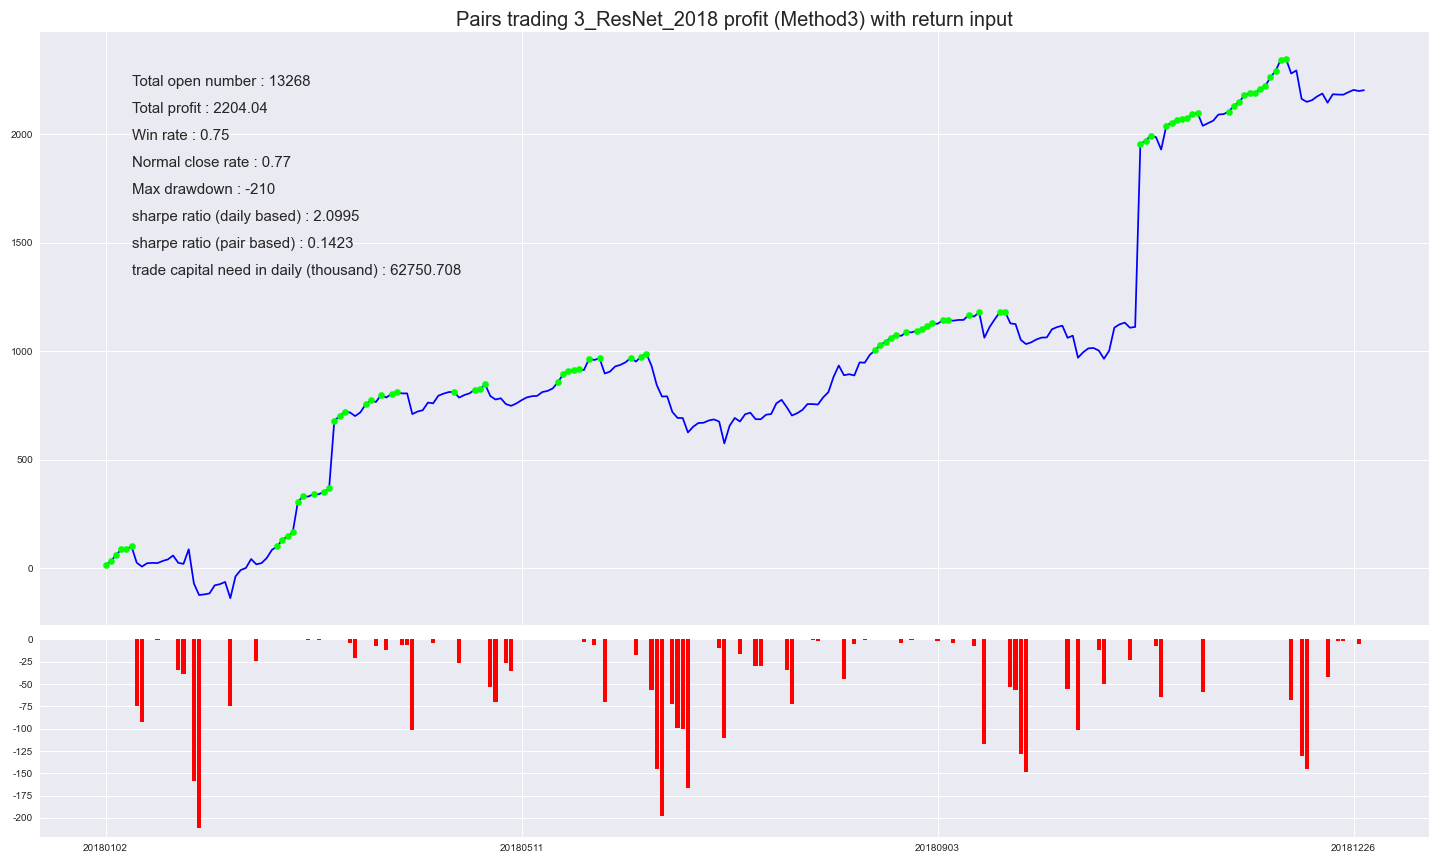 Pairs trading 3_ResNet_2018 profit (Method3) with return input
Total open number : 13268
Total profit : 2204.04
Win rate : 0.75
Normal close rate : 0.77
Max drawdown : -210
sharpe ratio (daily based) : 2.0995
sharpe ratio (pair based) : 0.1423
trade capital need in daily (thousand) : 62750.708
2000
1500
1000
500
0
0
-25
-50
-75
-100
-125
-150
-175
-200
20180102 20180511 20180903 20181226